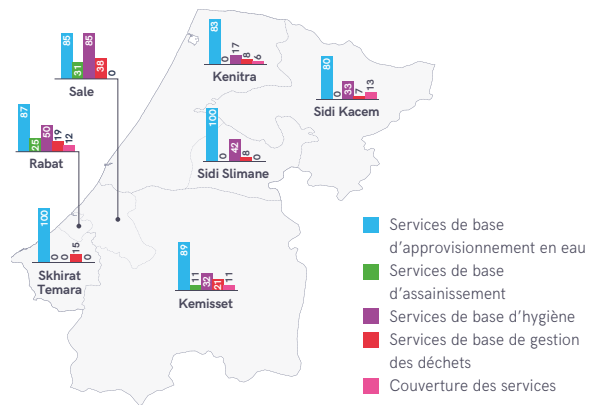 83
0
17
8
6
Kenitra
85
31
85
38
0
Sale
80
0
33
7
13
Sidi Kacem
87
25
50
19
12
Rabat
100
0
42
8
0
Sidi Slimane
100
0
0
15
0
Skhirat
Temara
89
11
32
21
11
Kemisset
Services de base
d’approvisionnement en eau
Services de base
d’assainissement
Services de base d’hygiène
Services de base de gestion
des déchets
Couverture des services